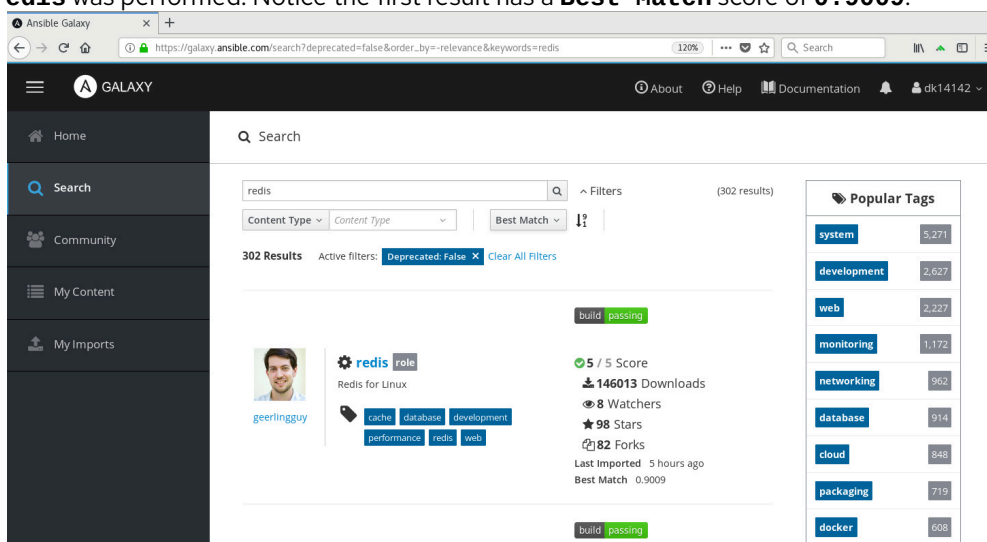 edis was performed. Notice the first result has a Best Match score of 0.9009.
Ansible Galaxy × +
https://galaxy.ansible.com/search?deprecated=false&order_by=-relevance&keywords=redis 120% Search
A GALAXY About Help Documentation dk14142
Home
Search
Community
My Content
My Imports
Search
redis Filters (302 results)
Content Type Content Type Best Match
302 Results Active filters: Deprecated: False × Clear All Filters
build passing
redis role
Redis for Linux
geerlingguy
cache database development
performance redis web
5 / 5 Score
146013 Downloads
8 Watchers
98 Stars
82 Forks
Last Imported 5 hours ago
Best Match 0.9009
build passing
Popular Tags
system 5,271
development 2,627
web 2,227
monitoring 1,172
networking 962
database 914
cloud 848
packaging 719
docker 608